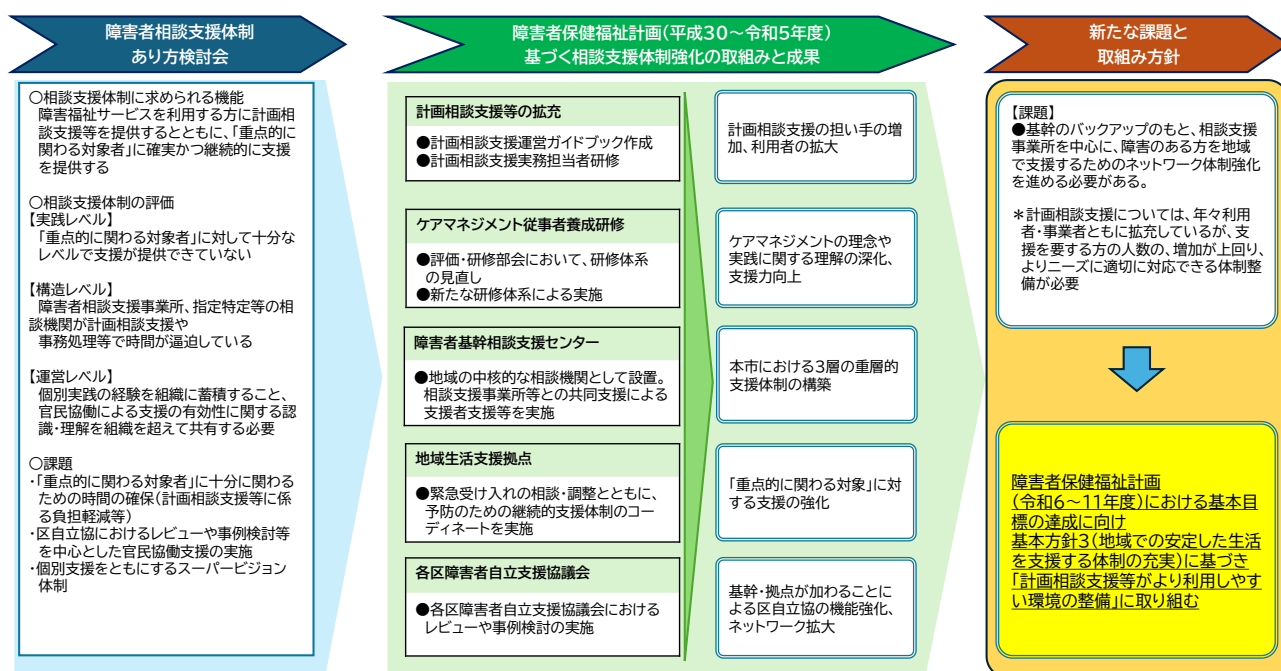 障害者相談支援体制
あり方検討会
○相談支援体制に求められる機能
障害福祉サービスを利用する方に計画相
談支援等を提供するとともに、「重点的に
関わる対象者」に確実かつ継続的に支援
を提供する
○相談支援体制の評価
【実践レベル】
「重点的に関わる対象者」に対して十分な
レベルで支援が提供できていない
【構造レベル】
障害者相談支援事業所、指定特定等の相
談機関が計画相談支援や
事務処理等で時間が逼迫している
【運営レベル】
個別実践の経験を組織に蓄積すること、
官民協働による支援の有効性に関する認
識・理解を組織を超えて共有する必要
○課題
・「重点的に関わる対象者」に十分に関わる
ための時間の確保(計画相談支援等に係
る負担軽減等)
・区自立協におけるレビューや事例検討等
を中心とした官民協働支援の実施
・個別支援をともにするスーパービジョン
体制
障害者保健福祉計画(平成30~令和5年度)
基づく相談支援体制強化の取組みと成果
計画相談支援等の拡充
●計画相談支援運営ガイドブック作成
●計画相談支援実務担当者研修
計画相談支援の担い手の増
加、利用者の拡大
ケアマネジメント従事者養成研修
●評価・研修部会において、研修体系
の見直し
●新たな研修体系による実施
ケアマネジメントの理念や
実践に関する理解の深化、
支援力向上
障害者基幹相談支援センター
●地域の中核的な相談機関として設置。
相談支援事業所等との共同支援による
支援者支援等を実施
本市における3層の重層的
支援体制の構築
地域生活支援拠点
●緊急受け入れの相談・調整とともに、
予防のための継続的支援体制のコー
ディネートを実施
「重点的に関わる対象」に対
する支援の強化
各区障害者自立支援協議会
●各区障害者自立支援協議会における
レビューや事例検討の実施
基幹・拠点が加わることに
よる区自立協の機能強化、
ネットワーク拡大
新たな課題と
取組み方針
【課題】
●基幹のバックアップのもと、相談支援
事業所を中心に、障害のある方を地域
で支援するためのネットワーク体制強化
を進める必要がある。
*計画相談支援については、年々利用
者・事業者ともに拡充しているが、支
援を要する方の人数の、増加が上回り、
よりニーズに適切に対応できる体制整
備が必要
障害者保健福祉計画
(令和6~11年度)における基本目
標の達成に向け
基本方針3(地域での安定した生活
を支援する体制の充実)に基づき
「計画相談支援等がより利用しやす
い環境の整備」に取り組む